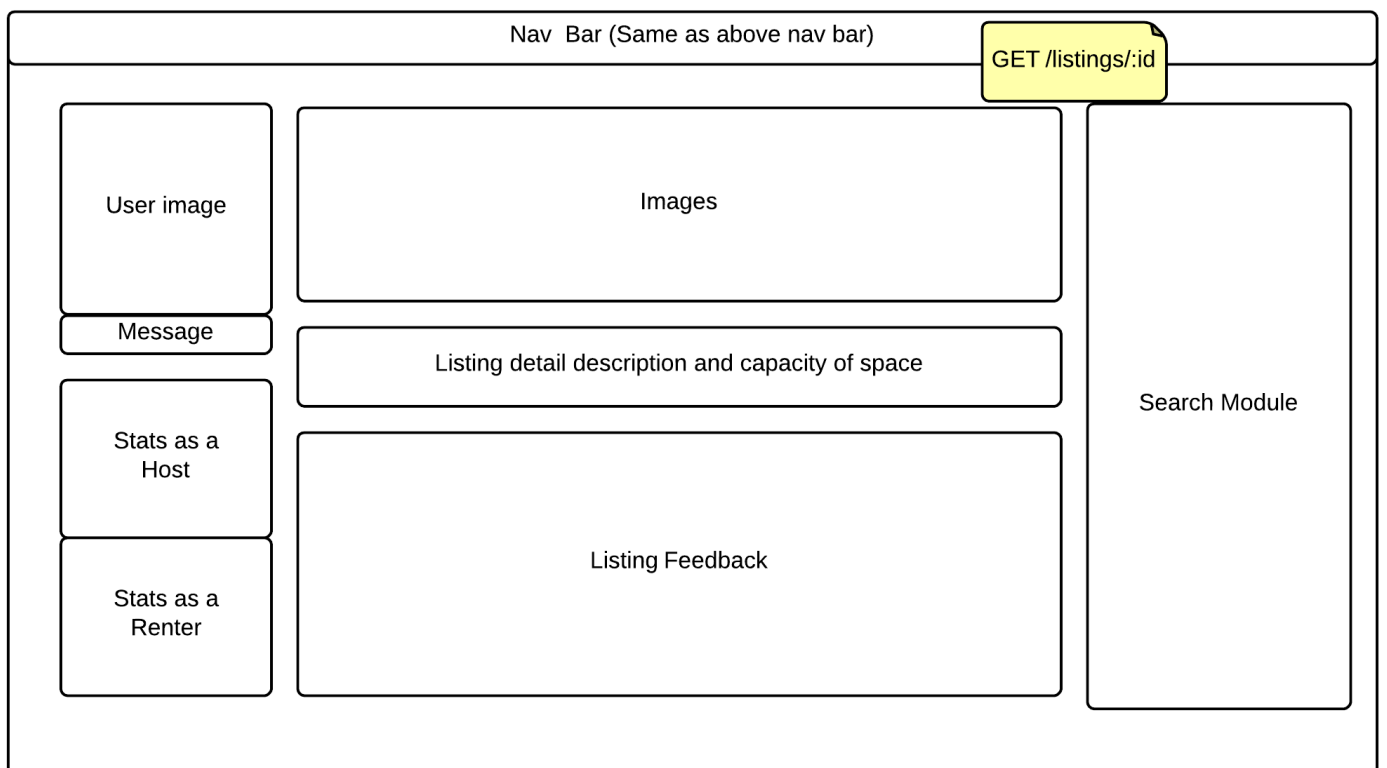 Nav  Bar (Same as above nav bar)
GET /listings/:id
User image
Message
Stats as a
Host
Stats as a
Renter
Images
Listing detail description and capacity of space
Listing Feedback
Search Module